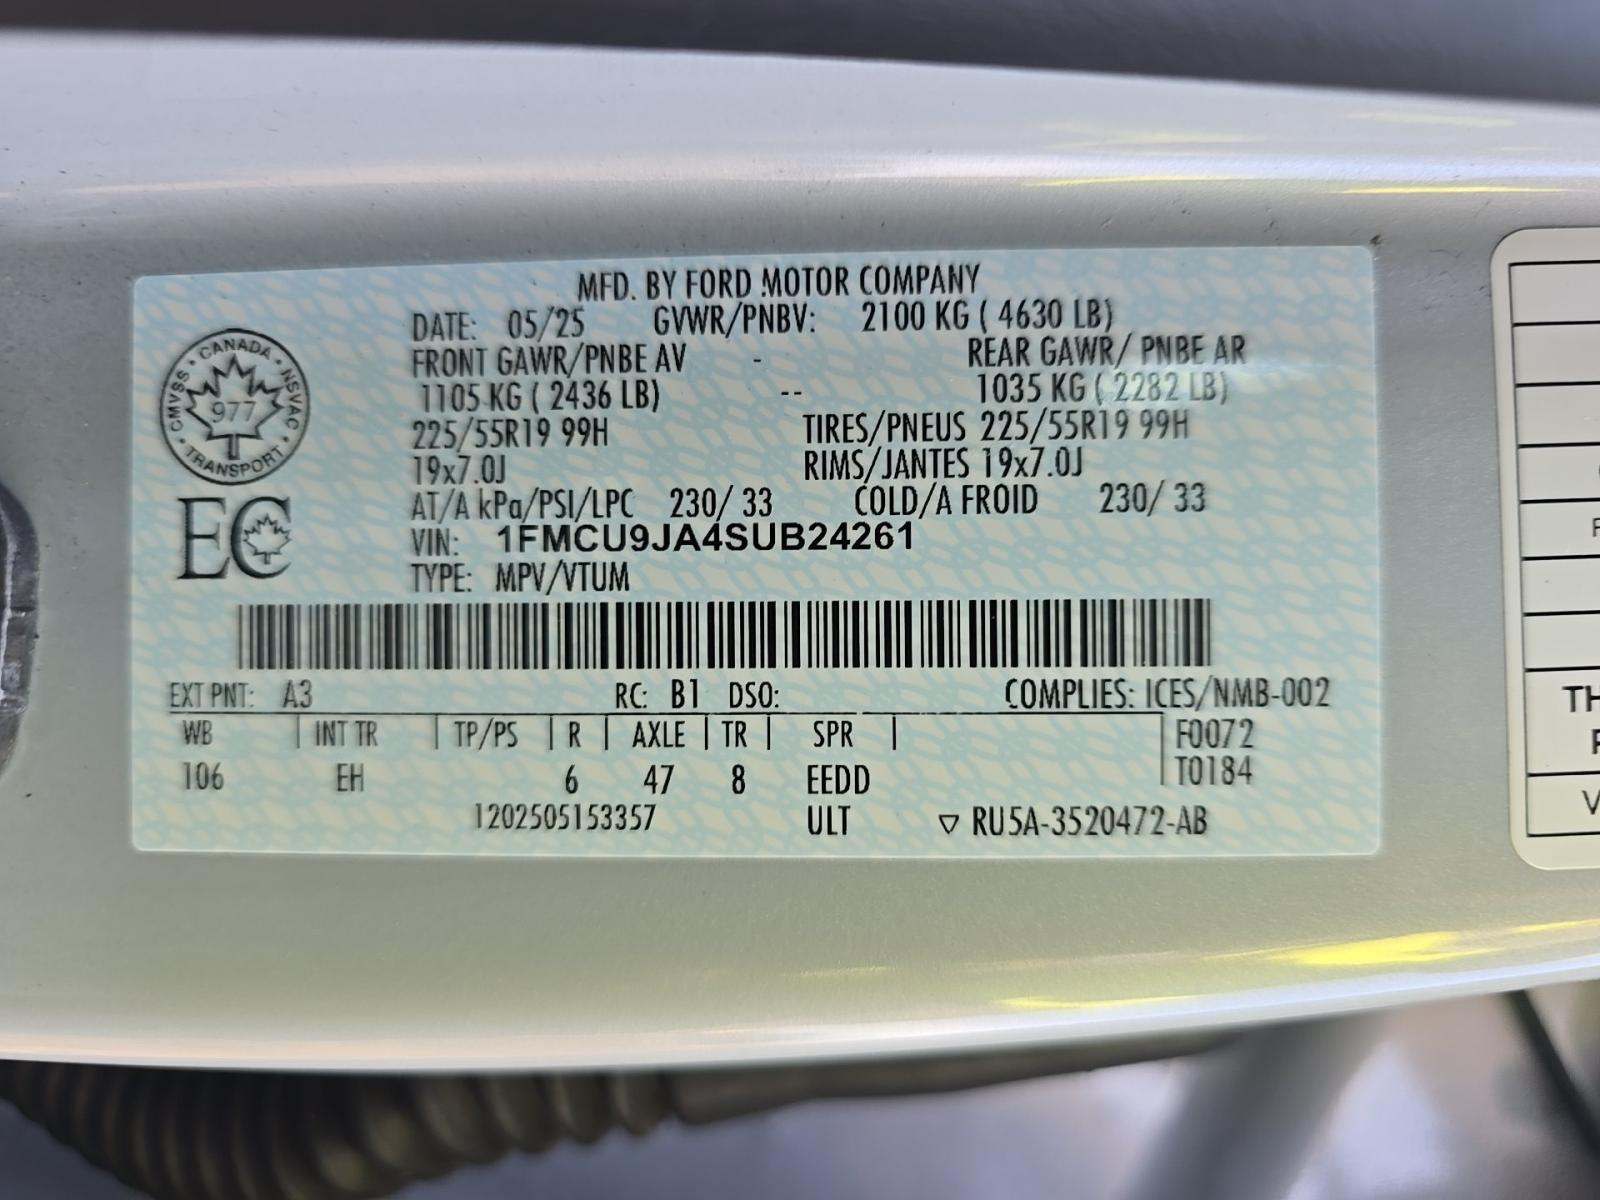 MFD. BY FORD MOTOR COMPANY
DATE: 05/25 GVWR/PNBV: 2100 KG ( 4630 LB)
FRONT GAWR/PNBE AV - REAR GAWR/ PNBE AR
1105 KG ( 2436 LB) -- 1035 KG ( 2282 LB)
225/55R19 99H TIRES/PNEUS 225/55R19 99H
19x7.0J RIMS/JANTES 19x7.0J
AT/A kPa/PSI/LPC 230/ 33 COLD/A FROID 230/ 33
VIN: 1FMCU9JA4SUB24261
TYPE: MPV/VTUM
CANADA
CMVSS · NSVAC
977
TRANSPORT
EC
EXT PNT: A3 RC: B1 DSO: COMPLIES: ICES/NMB-002
WB | INT TR | TP/PS | R | AXLE | TR | SPR | F0072
106 EH 6 47 8 EEDD T0184
1202505153357 ULT ▽ RU5A-3520472-AB
TH